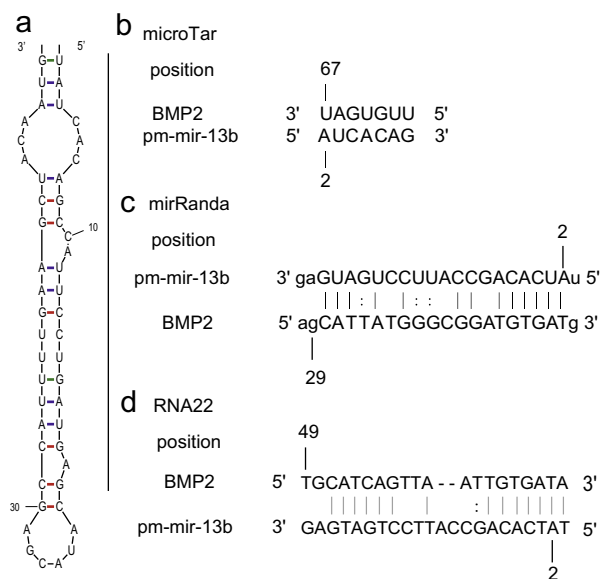 a
3' 5'
G U
U A
A U
A C
C A
A C
U A
C G
G C
C 10
A
A U
A U
G C
U C
U U
U G
U A
A U
C G
C A
G
G C
30
A A
G U
C A
A U
b microTar
position
67
BMP2 3' UAGUGUU 5'
pm-mir-13b 5' AUCACAG 3'
2
c mirRanda
position
2
pm-mir-13b 3' gaGUAGUCCUUACCGACACUAu 5'
BMP2 5' agCATTATGGGCGGATGTGATg 3'
29
d RNA22
position
49
BMP2 5' TGCATCAGTTA--ATTGTGATA 3'
pm-mir-13b 3' GAGTAGTCCTTACCGACACTAT 5'
2